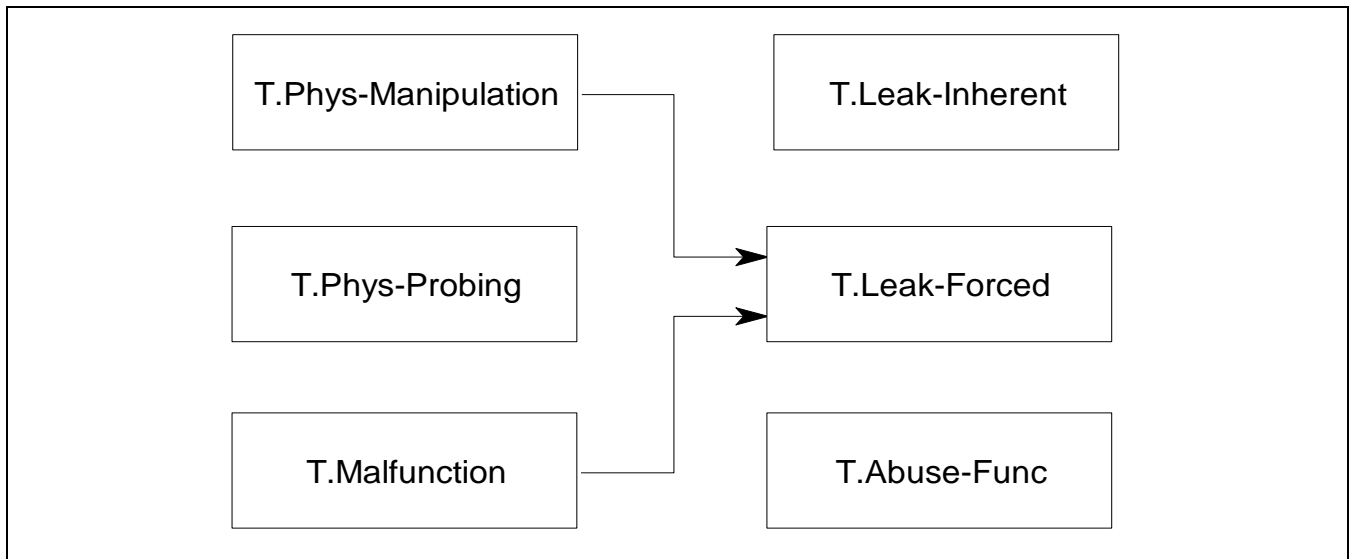 T.Phys-Manipulation
T.Leak-Inherent
T.Phys-Probing
T.Leak-Forced
T.Malfunction
T.Abuse-Func